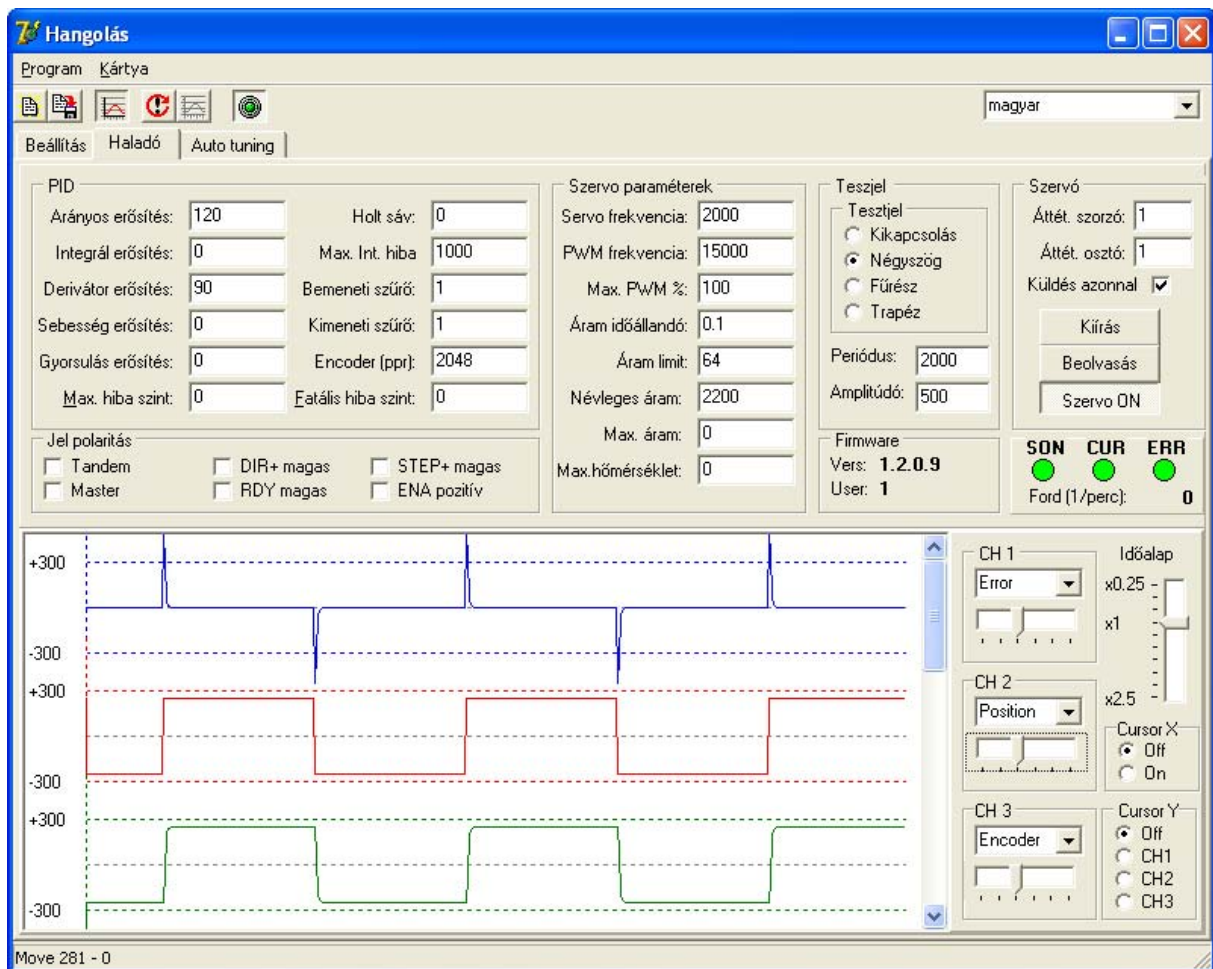 Hangolás
Program Kártya
magyar
Beállítás Haladó Auto tuning
PID
Arányos erősítés: 120
Integrál erősítés: 0
Derivátor erősítés: 90
Sebesség erősítés: 0
Gyorsulás erősítés: 0
Max. hiba szint: 0
Holt sáv: 0
Max. Int. hiba 1000
Bemeneti szűrő: 1
Kimeneti szűrő: 1
Encoder (ppr): 2048
Fatális hiba szint: 0
Jel polaritás
Tandem DIR+ magas STEP+ magas
Master RDY magas ENA pozitív
Szervo paraméterek
Servo frekvencia: 2000
PWM frekvencia: 15000
Max. PWM %: 100
Áram időállandó: 0.1
Áram limit: 64
Névleges áram: 2200
Max. áram: 0
Max.hőmérséklet: 0
Teszjel
Tesztjel
Kikapcsolás
Négyszög
Fűrész
Trapéz
Periódus: 2000
Amplitúdó: 500
Firmware
Vers: 1.2.0.9
User: 1
Szervó
Áttét. szorzó: 1
Áttét. osztó: 1
Küldés azonnal
Kiírás
Beolvasás
Szervo ON
SON CUR ERR
Ford (1/perc): 0
+300
-300
+300
-300
+300
-300
CH 1
Error
CH 2
Position
CH 3
Encoder
Időalap
x0.25
x1
x2.5
Cursor X
Off
On
Cursor Y
Off
CH1
CH2
CH3
Move 281 - 0